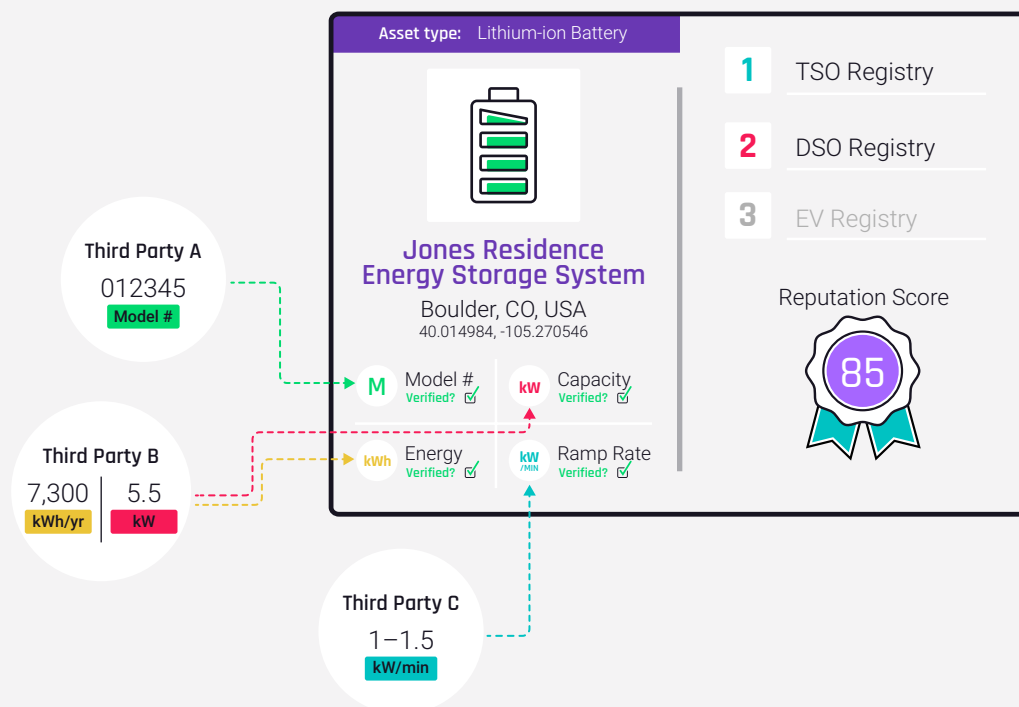 Asset type: Lithium-ion Battery
Jones Residence
Energy Storage System
Boulder, CO, USA
40.014984, -105.270546
M
Model #
Verified?
kW
Capacity
Verified?
kWh
Energy
Verified?
kW
/MIN
Ramp Rate
Verified?
1
TSO Registry
2
DSO Registry
3
EV Registry
Reputation Score
85
Third Party A
012345
Model #
Third Party B
7,300
kWh/yr
5.5
kW
Third Party C
1–1.5
kW/min